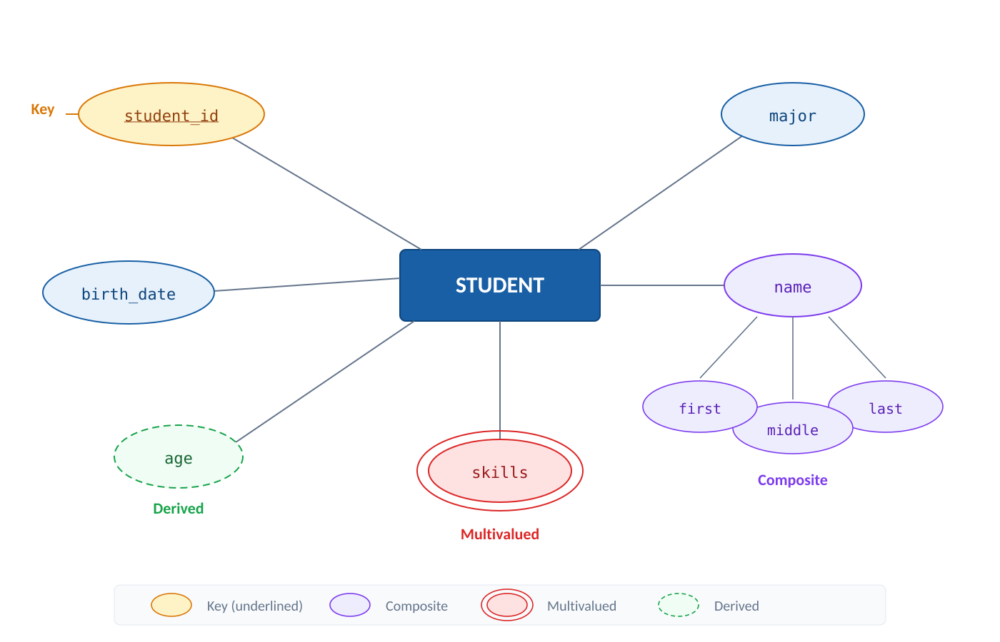 Key
student_id
major
STUDENT
birth_date
name
first
middle
last
age
skills
Composite
Derived
Multivalued
Key (underlined)
Composite
Multivalued
Derived